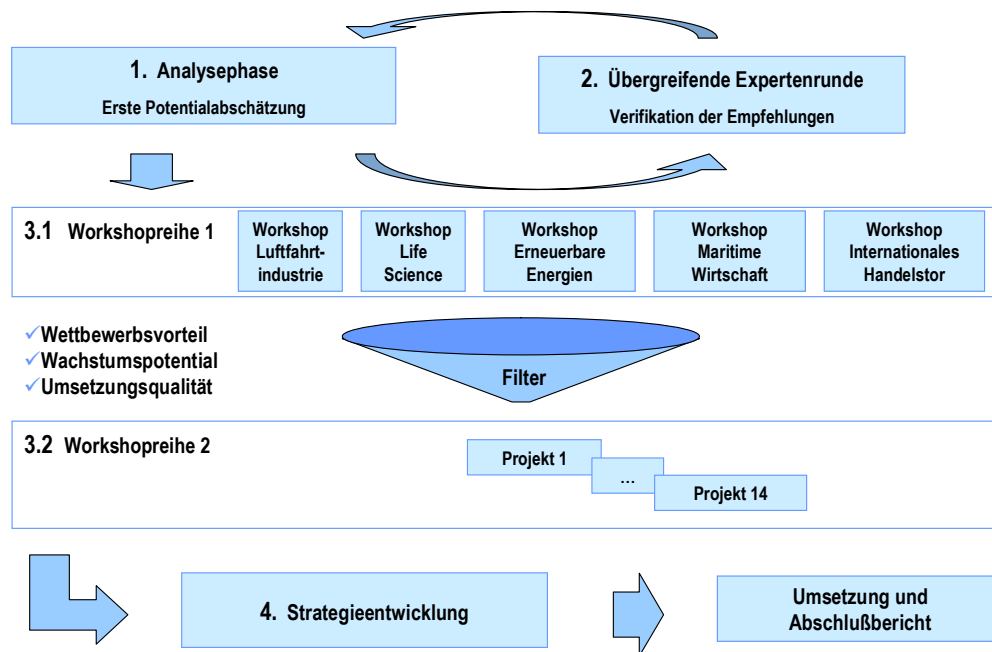 1. Analysephase
Erste Potentialabschätzung
2. Übergreifende Expertenrunde
Verifikation der Empfehlungen
3.1 Workshopreihe 1
Workshop
Luftfahrt-
industrie
Workshop
Life
Science
Workshop
Erneuerbare
Energien
Workshop
Maritime
Wirtschaft
Workshop
Internationales
Handelstor
✓Wettbewerbsvorteil
✓Wachstumspotential
✓Umsetzungsqualität
Filter
3.2 Workshopreihe 2
Projekt 1
...
Projekt 14
4. Strategieentwicklung
Umsetzung und
Abschlußbericht